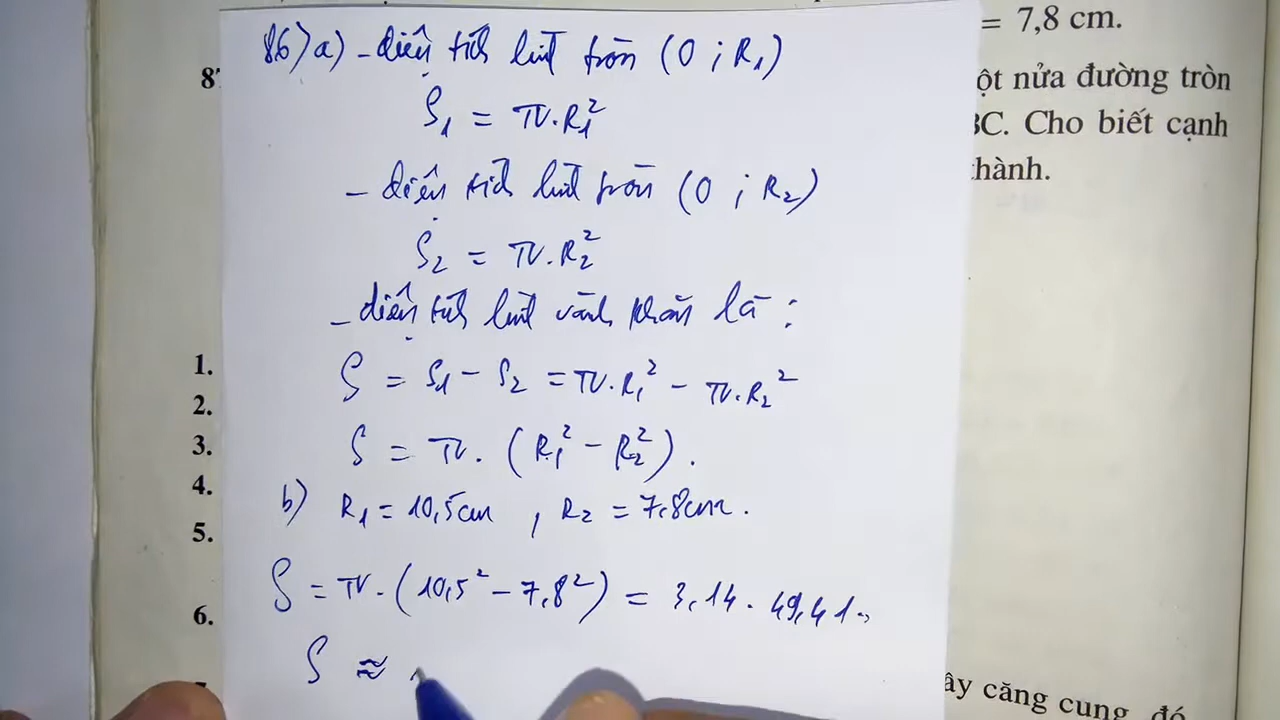 = 7,8 cm.
86) a) - diện tích hình tròn (O ; R₁)
8
ột nửa đường tròn
S₁ = π.R₁²
BC. Cho biết cạnh
- diện tích hình tròn (O ; R₂)
hành.
S₂ = π.R₂²
- diện tích hình vành khăn là :
1.
S = S₁ - S₂ = π.R₁² - π.R₂²
2.
3.
S = π. (R₁² - R₂²).
4.
b) R₁ = 10,5cm , R₂ = 7,8cm.
5.
S = π. (10,5² - 7,8²) = 3,14. 49,41.
6.
S ≈
ây căng cung, đó